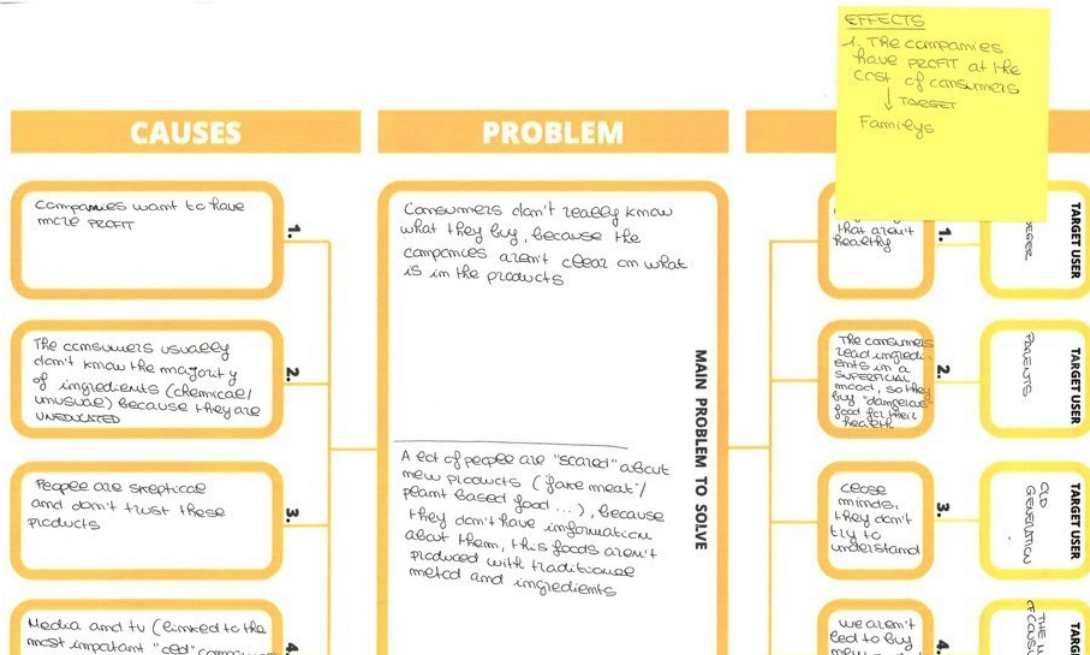 EFFECTS
1. The companies
have PROFIT at the
cost of consumers
↓ TARGET
Familys
CAUSES
PROBLEM
Companies want to have
more PROFIT
1.
The consumers usually
don't know the majority
of ingredients (chemical/
unusual) because they are
UNEDUCATED
2.
People are skeptical
and don't trust these
products
3.
Media and tv (linked to the
most important "old"
4.
Consumers don't really know
what they buy, because the
companies aren't clear on what
is in the products
A lot of people are "scared" about
new products ("fake meat"/
plant based food ...), because
they don't have information
about them, this foods aren't
produced with traditional
metod and ingredients
MAIN PROBLEM TO SOLVE
that aren't
healthy
1.
TARGET USER
The consumers
read ingredi-
ents in a
SUPERFICIAL
mood, so they
buy "dangerous"
food for their
health
2.
PARENTS
TARGET USER
close
minds,
they don't
try to
understand
3.
OLD
GENERATION
TARGET USER
we aren't
led to buy
4.
THE